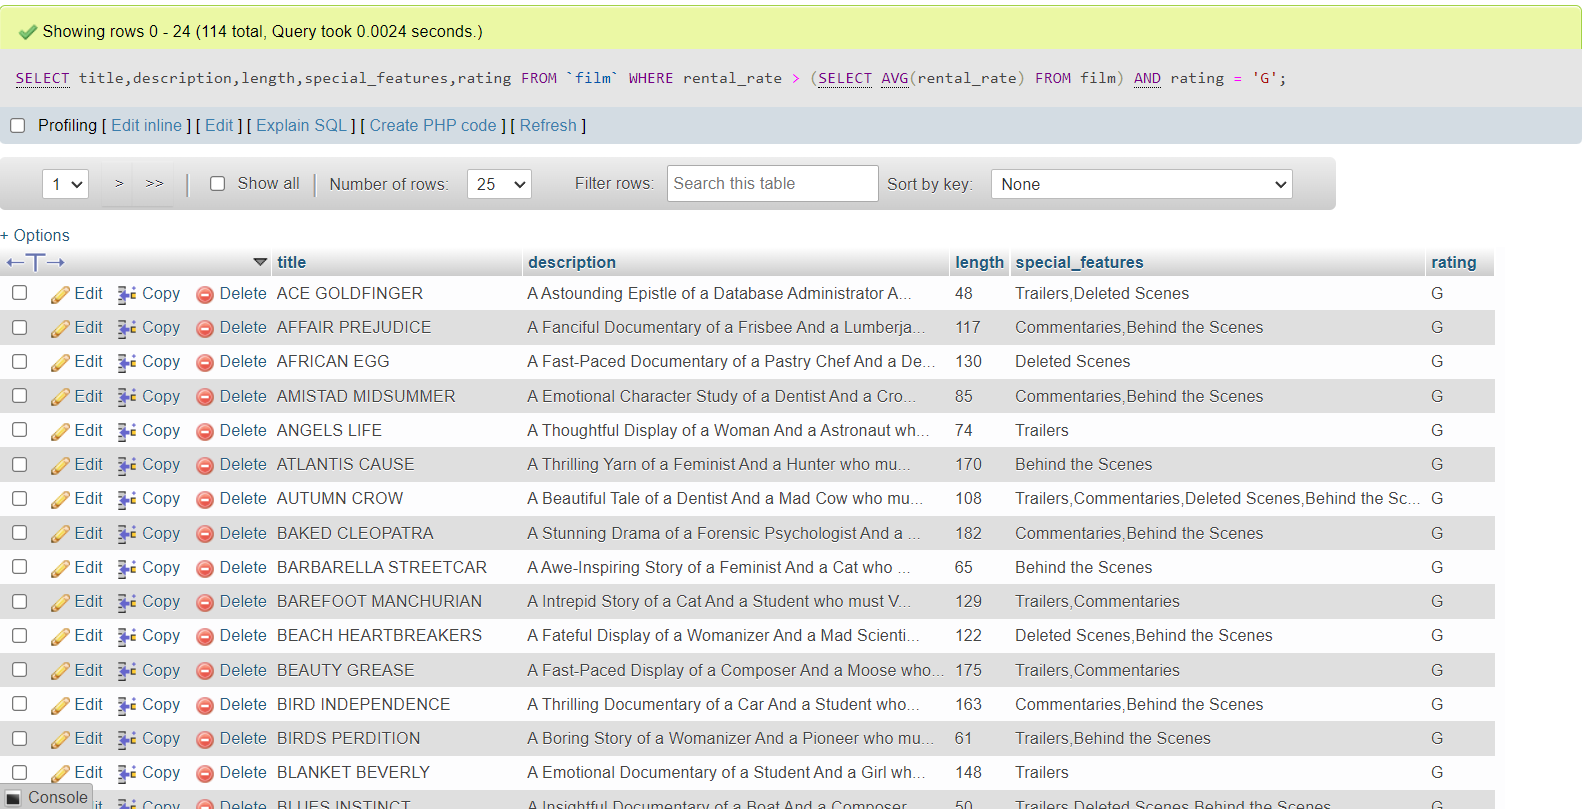 Showing rows 0 - 24 (114 total, Query took 0.0024 seconds.)
SELECT title,description,length,special_features,rating FROM `film` WHERE rental_rate > (SELECT AVG(rental_rate) FROM film) AND rating = 'G';
Profiling [ Edit inline ] [ Edit ] [ Explain SQL ] [ Create PHP code ] [ Refresh ]
1 > >> Show all Number of rows: 25 Filter rows: Search this table Sort by key: None
+ Options
←T→ title description length special_features rating
Edit Copy Delete ACE GOLDFINGER A Astounding Epistle of a Database Administrator A... 48 Trailers,Deleted Scenes G
Edit Copy Delete AFFAIR PREJUDICE A Fanciful Documentary of a Frisbee And a Lumberja... 117 Commentaries,Behind the Scenes G
Edit Copy Delete AFRICAN EGG A Fast-Paced Documentary of a Pastry Chef And a De... 130 Deleted Scenes G
Edit Copy Delete AMISTAD MIDSUMMER A Emotional Character Study of a Dentist And a Cro... 85 Commentaries,Behind the Scenes G
Edit Copy Delete ANGELS LIFE A Thoughtful Display of a Woman And a Astronaut wh... 74 Trailers G
Edit Copy Delete ATLANTIS CAUSE A Thrilling Yarn of a Feminist And a Hunter who mu... 170 Behind the Scenes G
Edit Copy Delete AUTUMN CROW A Beautiful Tale of a Dentist And a Mad Cow who mu... 108 Trailers,Commentaries,Deleted Scenes,Behind the Sc... G
Edit Copy Delete BAKED CLEOPATRA A Stunning Drama of a Forensic Psychologist And a ... 182 Commentaries,Behind the Scenes G
Edit Copy Delete BARBARELLA STREETCAR A Awe-Inspiring Story of a Feminist And a Cat who ... 65 Behind the Scenes G
Edit Copy Delete BAREFOOT MANCHURIAN A Intrepid Story of a Cat And a Student who must V... 129 Trailers,Commentaries G
Edit Copy Delete BEACH HEARTBREAKERS A Fateful Display of a Womanizer And a Mad Scienti... 122 Deleted Scenes,Behind the Scenes G
Edit Copy Delete BEAUTY GREASE A Fast-Paced Display of a Composer And a Moose who... 175 Trailers,Commentaries G
Edit Copy Delete BIRD INDEPENDENCE A Thrilling Documentary of a Car And a Student who... 163 Commentaries,Behind the Scenes G
Edit Copy Delete BIRDS PERDITION A Boring Story of a Womanizer And a Pioneer who mu... 61 Trailers,Behind the Scenes G
Edit Copy Delete BLANKET BEVERLY A Emotional Documentary of a Student And a Girl wh... 148 Trailers G
Console Copy Delete BLUES INSTINCT A Insightful Documentary of a Boat And a Composer 50 Trailers,Deleted Scenes,Behind the Scenes G